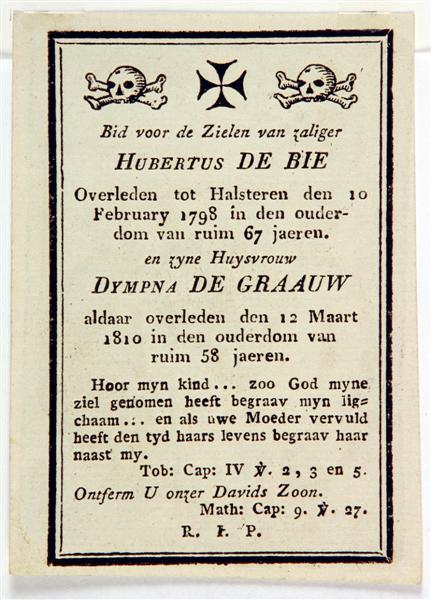 Bid voor de Zielen van zaliger
HUBERTUS DE BIE
Overleden tot Halsteren den 10
February 1798 in den ouder-
dom van ruim 67 jaeren.
en zyne Huysvrouw
DYMPNA DE GRAAUW
aldaar overleden den 12 Maart
1810 in den ouderdom van
ruim 58 jaeren.
Hoor myn kind... zoo God myne
ziel genomen heeft begraav myn lig=
chaam... en als uwe Moeder vervuld
heeft den tyd haars levens begraav haar
naast my.
Tob: Cap: IV ℣. 2, 3 en 5.
Ontferm U onzer Davids Zoon.
Math: Cap: 9. ℣. 27.
R. I. P.